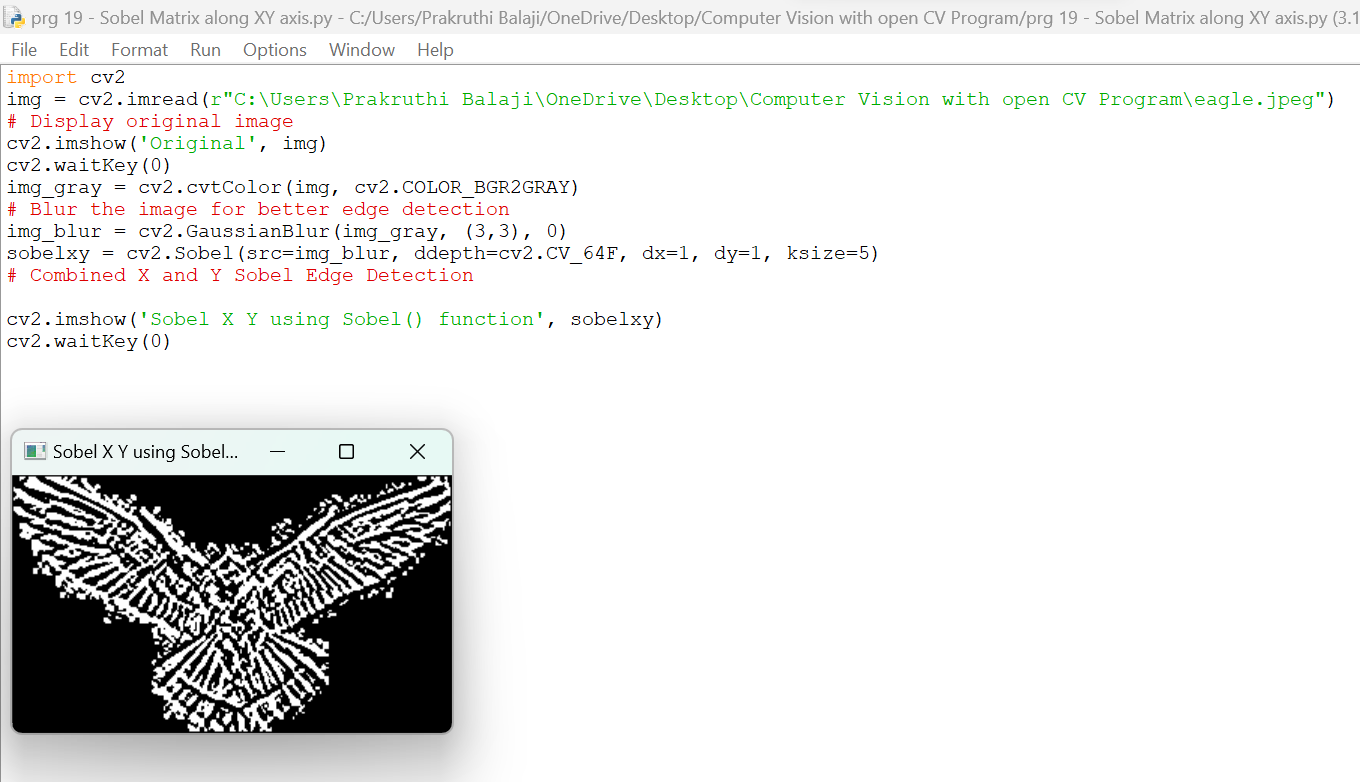 prg 19 - Sobel Matrix along XY axis.py - C:/Users/Prakruthi Balaji/OneDrive/Desktop/Computer Vision with open CV Program/prg 19 - Sobel Matrix along XY axis.py (3.1
File Edit Format Run Options Window Help
import cv2
img = cv2.imread(r"C:\Users\Prakruthi Balaji\OneDrive\Desktop\Computer Vision with open CV Program\eagle.jpeg")
# Display original image
cv2.imshow('Original', img)
cv2.waitKey(0)
img_gray = cv2.cvtColor(img, cv2.COLOR_BGR2GRAY)
# Blur the image for better edge detection
img_blur = cv2.GaussianBlur(img_gray, (3,3), 0)
sobelxy = cv2.Sobel(src=img_blur, ddepth=cv2.CV_64F, dx=1, dy=1, ksize=5)
# Combined X and Y Sobel Edge Detection
cv2.imshow('Sobel X Y using Sobel() function', sobelxy)
cv2.waitKey(0)
Sobel X Y using Sobel...